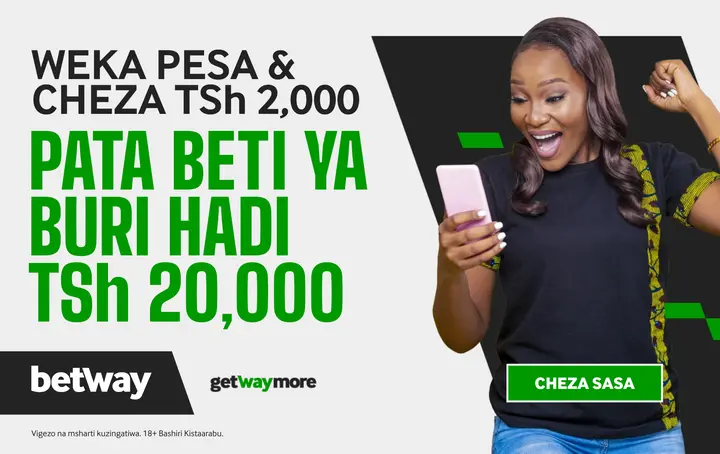 WEKA PESA &
CHEZA TSh 2,000
PATA BETI YA
BURI HADI
TSh 20,000
betway
getwaymore
CHEZA SASA
Vigezo na msharti kuzingatiwa. 18+ Bashiri Kistaarabu.